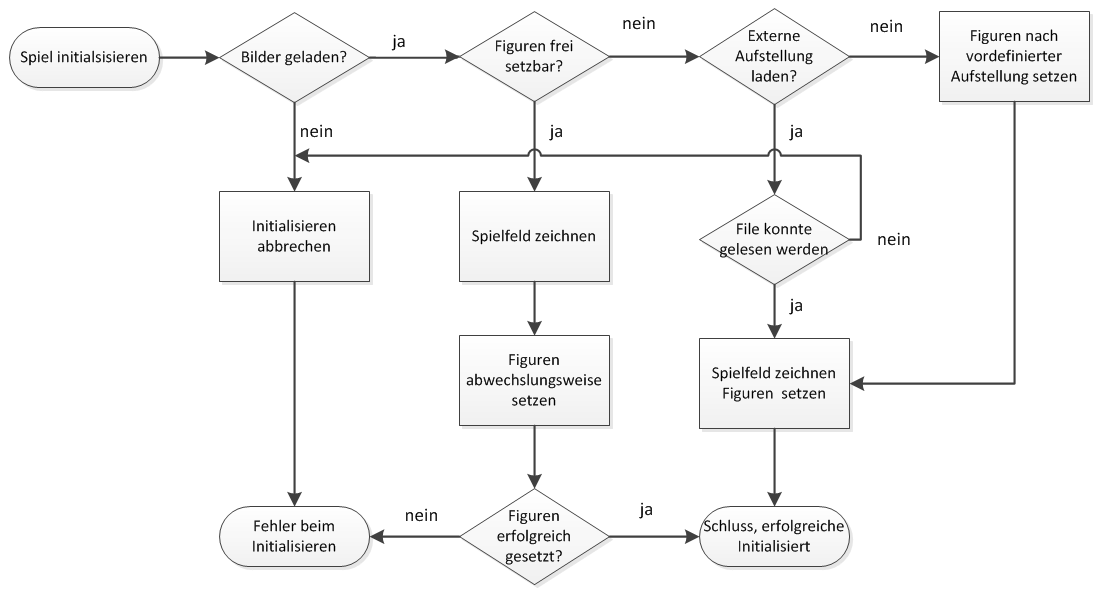 Spiel initialsisieren
Bilder geladen?
ja
Figuren frei
setzbar?
nein
Externe
Aufstellung
laden?
nein
Figuren nach
vordefinierter
Aufstellung setzen
nein
ja
ja
Initialisieren
abbrechen
Spielfeld zeichnen
File konnte
gelesen werden
nein
ja
Figuren
abwechslungsweise
setzen
Spielfeld zeichnen
Figuren setzen
Fehler beim
Initialisieren
nein
Figuren
erfolgreich
gesetzt?
ja
Schluss, erfolgreiche
Initialisiert